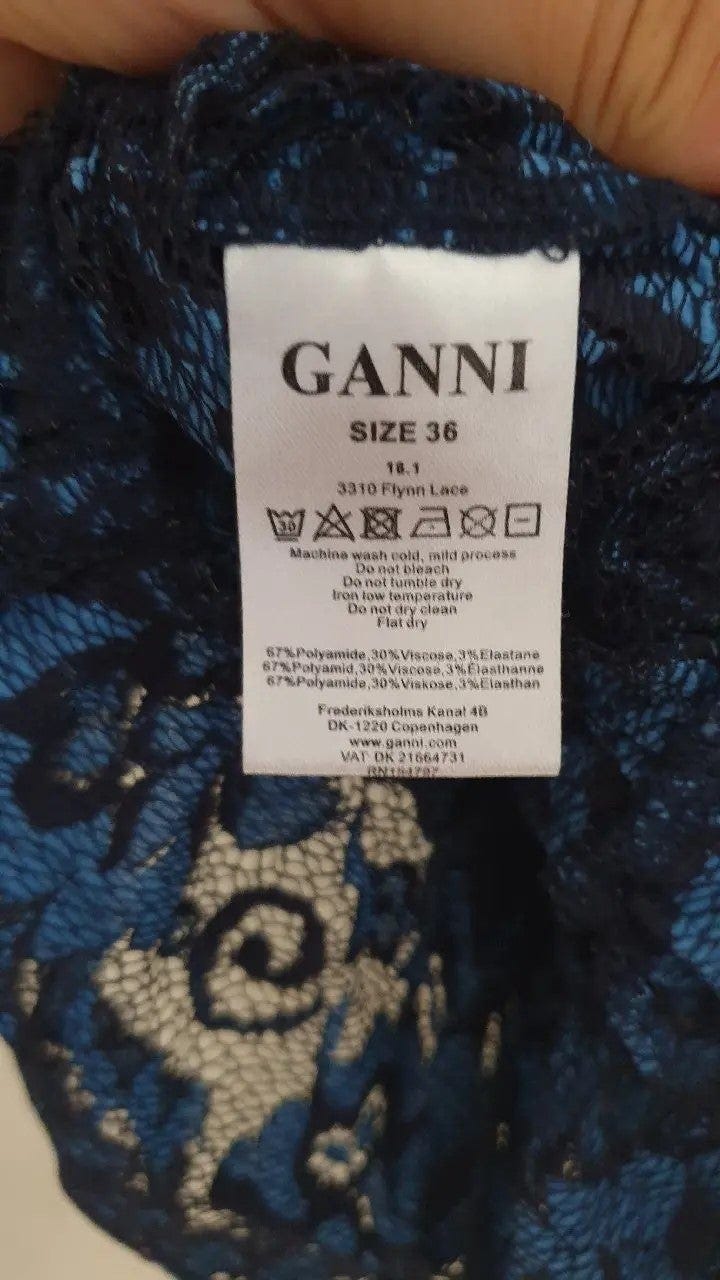 GANNI
SIZE 36
18.1
3310 Flynn Lace
30
Machine wash cold, mild process
Do not bleach
Do not tumble dry
Iron low temperature
Do not dry clean
Flat dry
67%Polyamide,30%Viscose,3%Elastane
67%Polyamid,30%Viscose,3%Élasthanne
67%Polyamide,30%Viskose,3%Elasthan
Frederiksholms Kanal 4B
DK-1220 Copenhagen
www.ganni.com
VAT DK 21664731